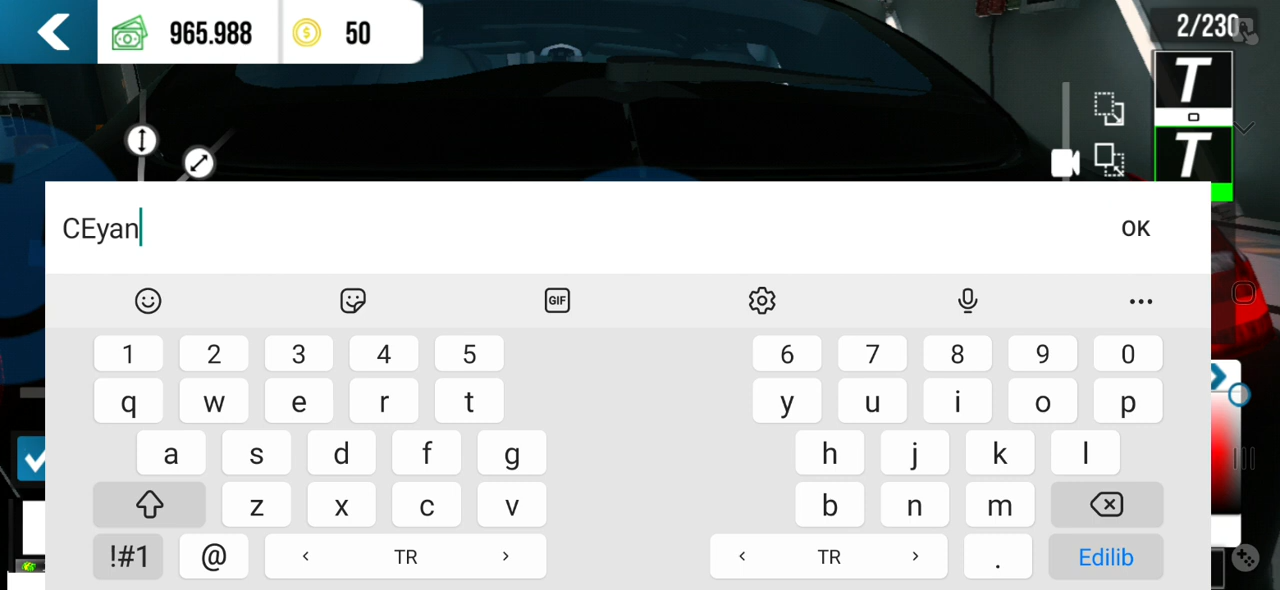 965.988
50
2/230
T
T
CEyan
OK
GIF
1 2 3 4 5 6 7 8 9 0
q w e r t y u i o p
a s d f g h j k l
z x c v b n m
!#1 @ < TR > < TR > . Edilib